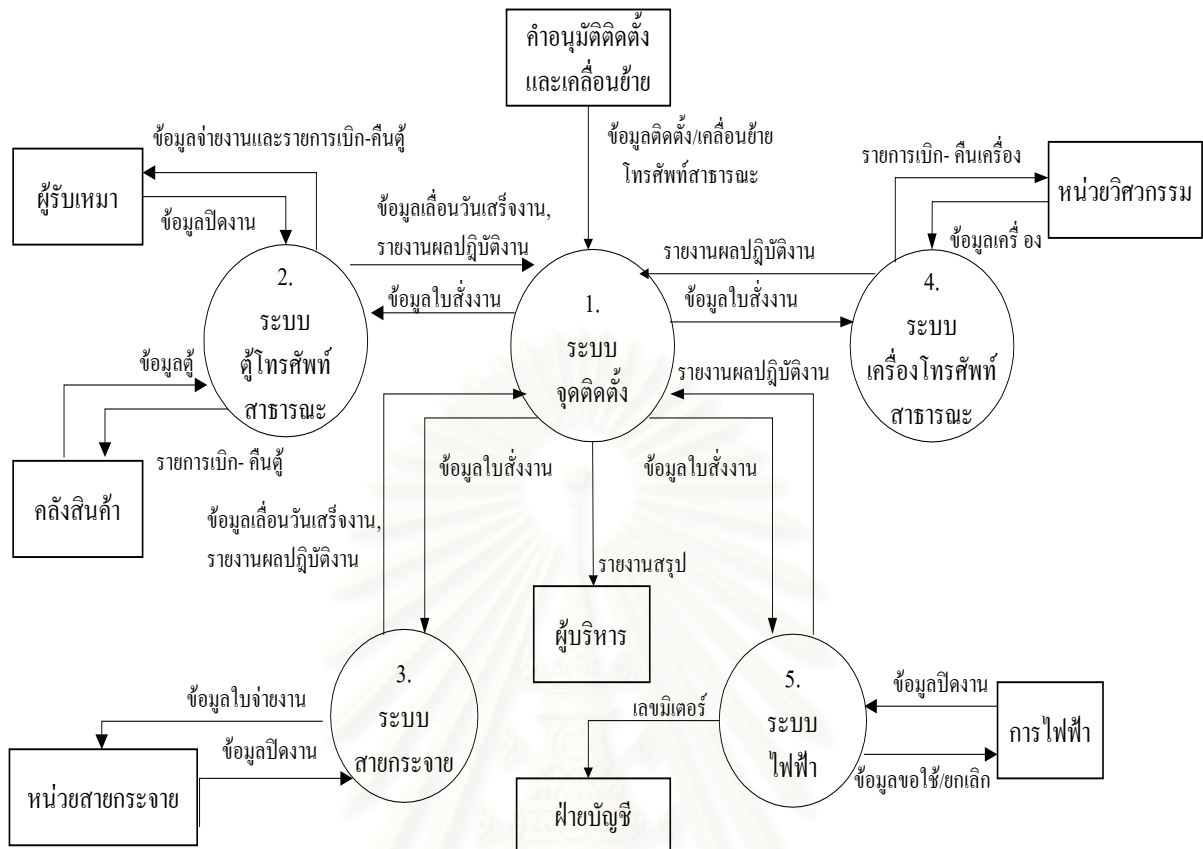 คำอนุมัติติดตั้ง
และเคลื่อนย้าย
ข้อมูลติดตั้ง/เคลื่อนย้าย
โทรศัพท์สาธารณะ
ข้อมูลจ่ายงานและรายการเบิก-คืนตู้
ผู้รับเหมา
ข้อมูลปิดงาน
ข้อมูลเลื่อนวันเสร็จงาน,
รายงานผลปฎิบัติงาน
รายการเบิก- คืนเครื่อง
หน่วยวิศวกรรม
ข้อมูลเครื่ อง
2.
ระบบ
ตู้โทรศัพท์
สาธารณะ
ข้อมูลใบสั่งงาน
1.
ระบบ
จุดติดตั้ง
รายงานผลปฎิบัติงาน
ข้อมูลใบสั่งงาน
4.
ระบบ
เครื่องโทรศัพท์
สาธารณะ
ข้อมูลตู้
รายการเบิก- คืนตู้
คลังสินค้า
รายงานผลปฎิบัติงาน
ข้อมูลใบสั่งงาน
ข้อมูลใบสั่งงาน
ข้อมูลเลื่อนวันเสร็จงาน,
รายงานผลปฎิบัติงาน
รายงานสรุป
ผู้บริหาร
3.
ระบบ
สายกระจาย
ข้อมูลใบจ่ายงาน
ข้อมูลปิดงาน
หน่วยสายกระจาย
เลขมิเตอร์
ฝ่ายบัญชี
5.
ระบบ
ไฟฟ้า
ข้อมูลปิดงาน
การไฟฟ้า
ข้อมูลขอใช้/ยกเลิก